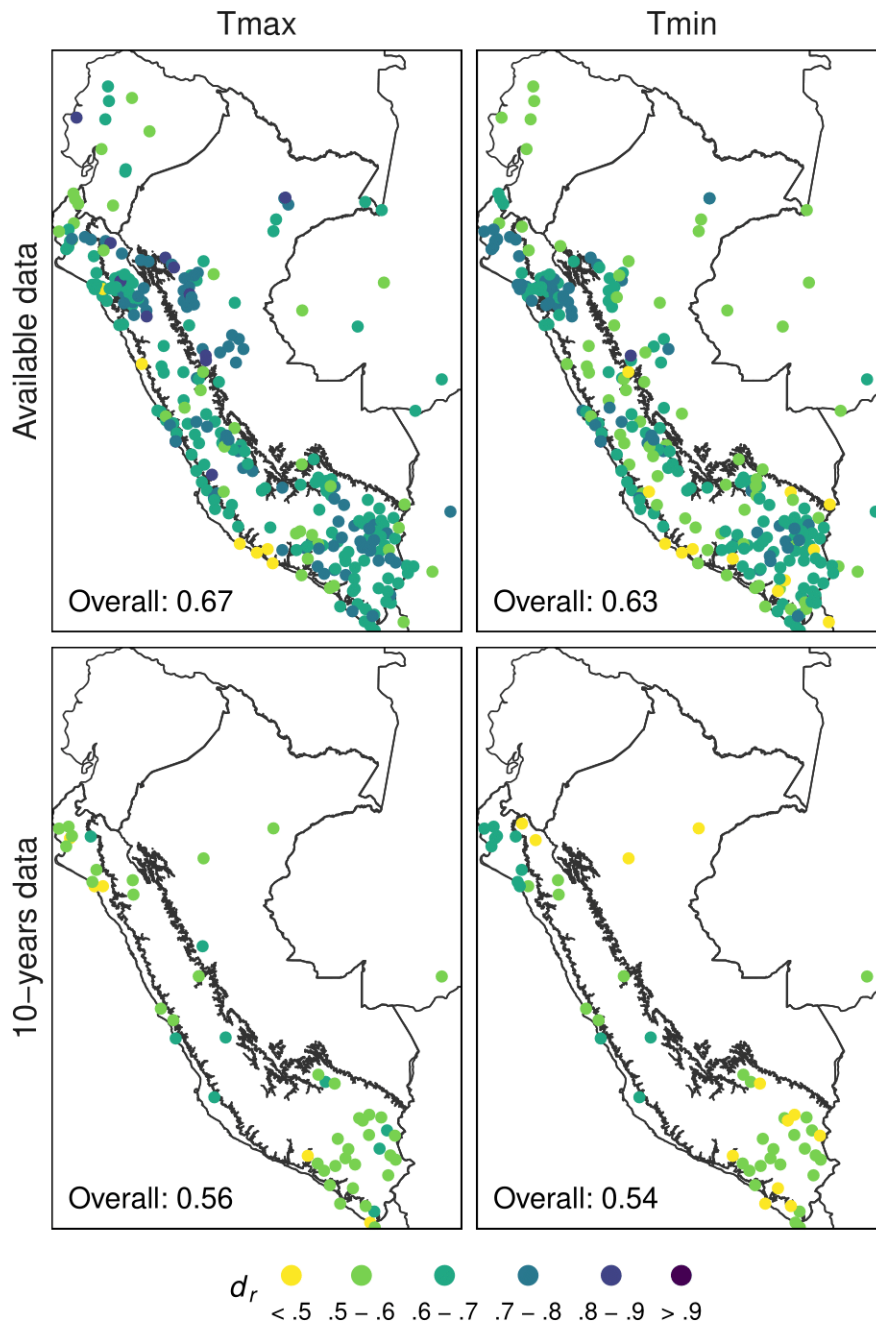 Tmax Tmin
Available data
Overall: 0.67 Overall: 0.63
10−years data
Overall: 0.56 Overall: 0.54
dr
< .5 .5 − .6 .6 − .7 .7 − .8 .8 − .9 > .9